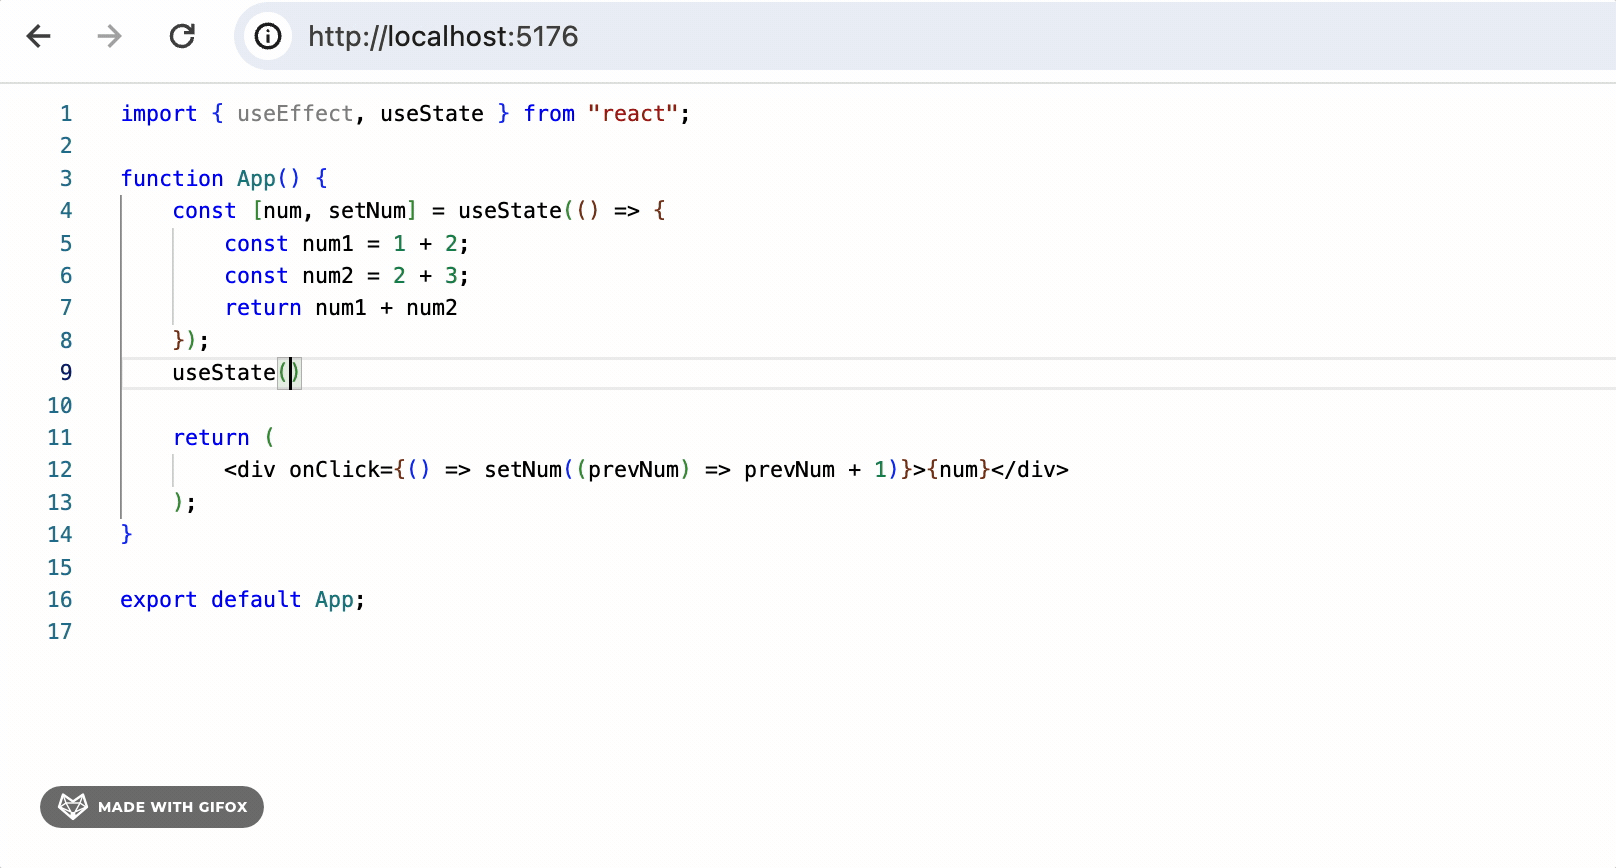 http://localhost:5176
1 import { useEffect, useState } from "react";
2
3 function App() {
4 const [num, setNum] = useState(() => {
5 const num1 = 1 + 2;
6 const num2 = 2 + 3;
7 return num1 + num2
8 });
9 useState()
10
11 return (
12 <div onClick={() => setNum((prevNum) => prevNum + 1)}>{num}</div>
13 );
14 }
15
16 export default App;
17
MADE WITH GIFOX